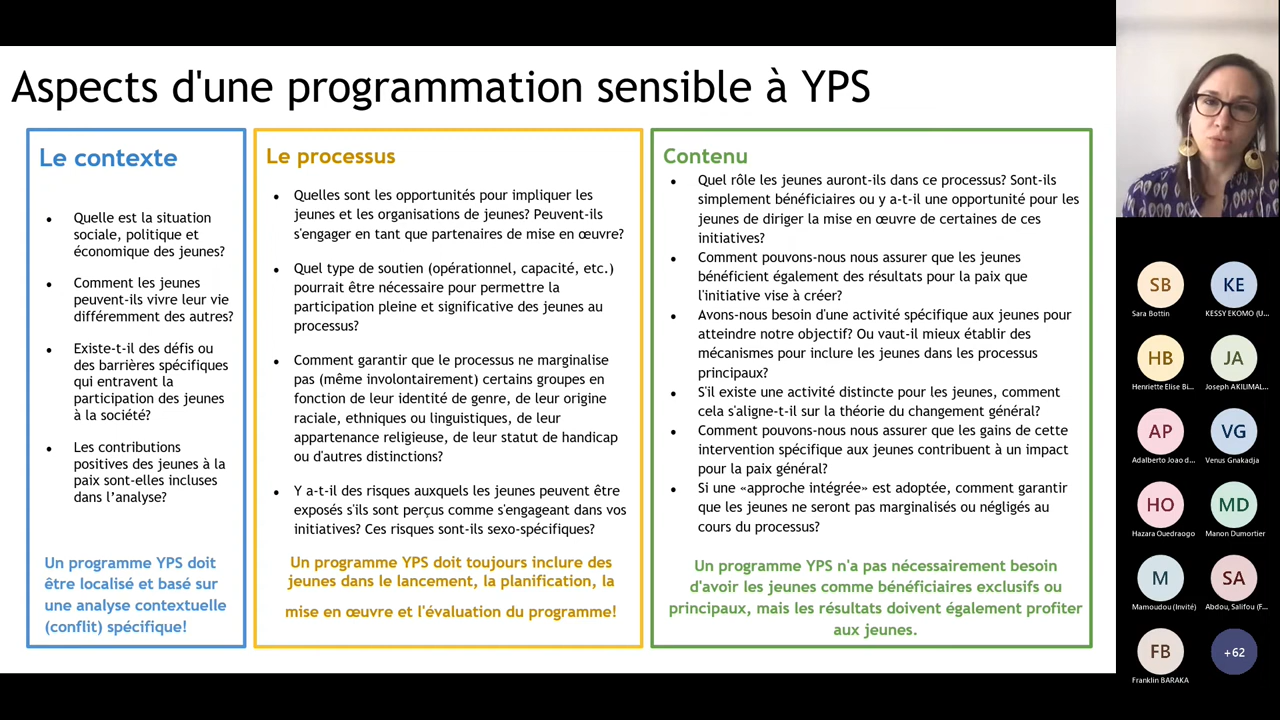 Aspects d'une programmation sensible à YPS
Le contexte
• Quelle est la situation
sociale, politique et
économique des jeunes?
• Comment les jeunes
peuvent-ils vivre leur vie
différemment des autres?
• Existe-t-il des défis ou
des barrières spécifiques
qui entravent la
participation des jeunes
à la société?
• Les contributions
positives des jeunes à la
paix sont-elles incluses
dans l’analyse?
Un programme YPS doit
être localisé et basé sur
une analyse contextuelle
(conflit) spécifique!
Le processus
• Quelles sont les opportunités pour impliquer les
jeunes et les organisations de jeunes? Peuvent-ils
s'engager en tant que partenaires de mise en œuvre?
• Quel type de soutien (opérationnel, capacité, etc.)
pourrait être nécessaire pour permettre la
participation pleine et significative des jeunes au
processus?
• Comment garantir que le processus ne marginalise
pas (même involontairement) certains groupes en
fonction de leur identité de genre, de leur origine
raciale, ethniques ou linguistiques, de leur
appartenance religieuse, de leur statut de handicap
ou d'autres distinctions?
• Y a-t-il des risques auxquels les jeunes peuvent être
exposés s'ils sont perçus comme s'engageant dans vos
initiatives? Ces risques sont-ils sexo-spécifiques?
Un programme YPS doit toujours inclure des
jeunes dans le lancement, la planification, la
mise en œuvre et l'évaluation du programme!
Contenu
• Quel rôle les jeunes auront-ils dans ce processus? Sont-ils
simplement bénéficiaires ou y a-t-il une opportunité pour les
jeunes de diriger la mise en œuvre de certaines de ces
initiatives?
• Comment pouvons-nous nous assurer que les jeunes
bénéficient également des résultats pour la paix que
l'initiative vise à créer?
• Avons-nous besoin d'une activité spécifique aux jeunes pour
atteindre notre objectif? Ou vaut-il mieux établir des
mécanismes pour inclure les jeunes dans les processus
principaux?
• S'il existe une activité distincte pour les jeunes, comment
cela s'aligne-t-il sur la théorie du changement général?
• Comment pouvons-nous nous assurer que les gains de cette
intervention spécifique aux jeunes contribuent à un impact
pour la paix général?
• Si une «approche intégrée» est adoptée, comment garantir
que les jeunes ne seront pas marginalisés ou négligés au
cours du processus?
Un programme YPS n'a pas nécessairement besoin
d'avoir les jeunes comme bénéficiaires exclusifs ou
principaux, mais les résultats doivent également profiter
aux jeunes.
SB KE
Sara Bottin KESSY EKOMO (U...
HB JA
Henriette Elise Bi... Joseph AKILIMAL...
AP VG
Adalberto Joao d... Venus Gnakadja
HO MD
Hazara Ouedraogo Manon Dumortier
M SA
Mamoudou (Invité) Abdou, Salifou (F...
FB +62
Franklin BARAKA